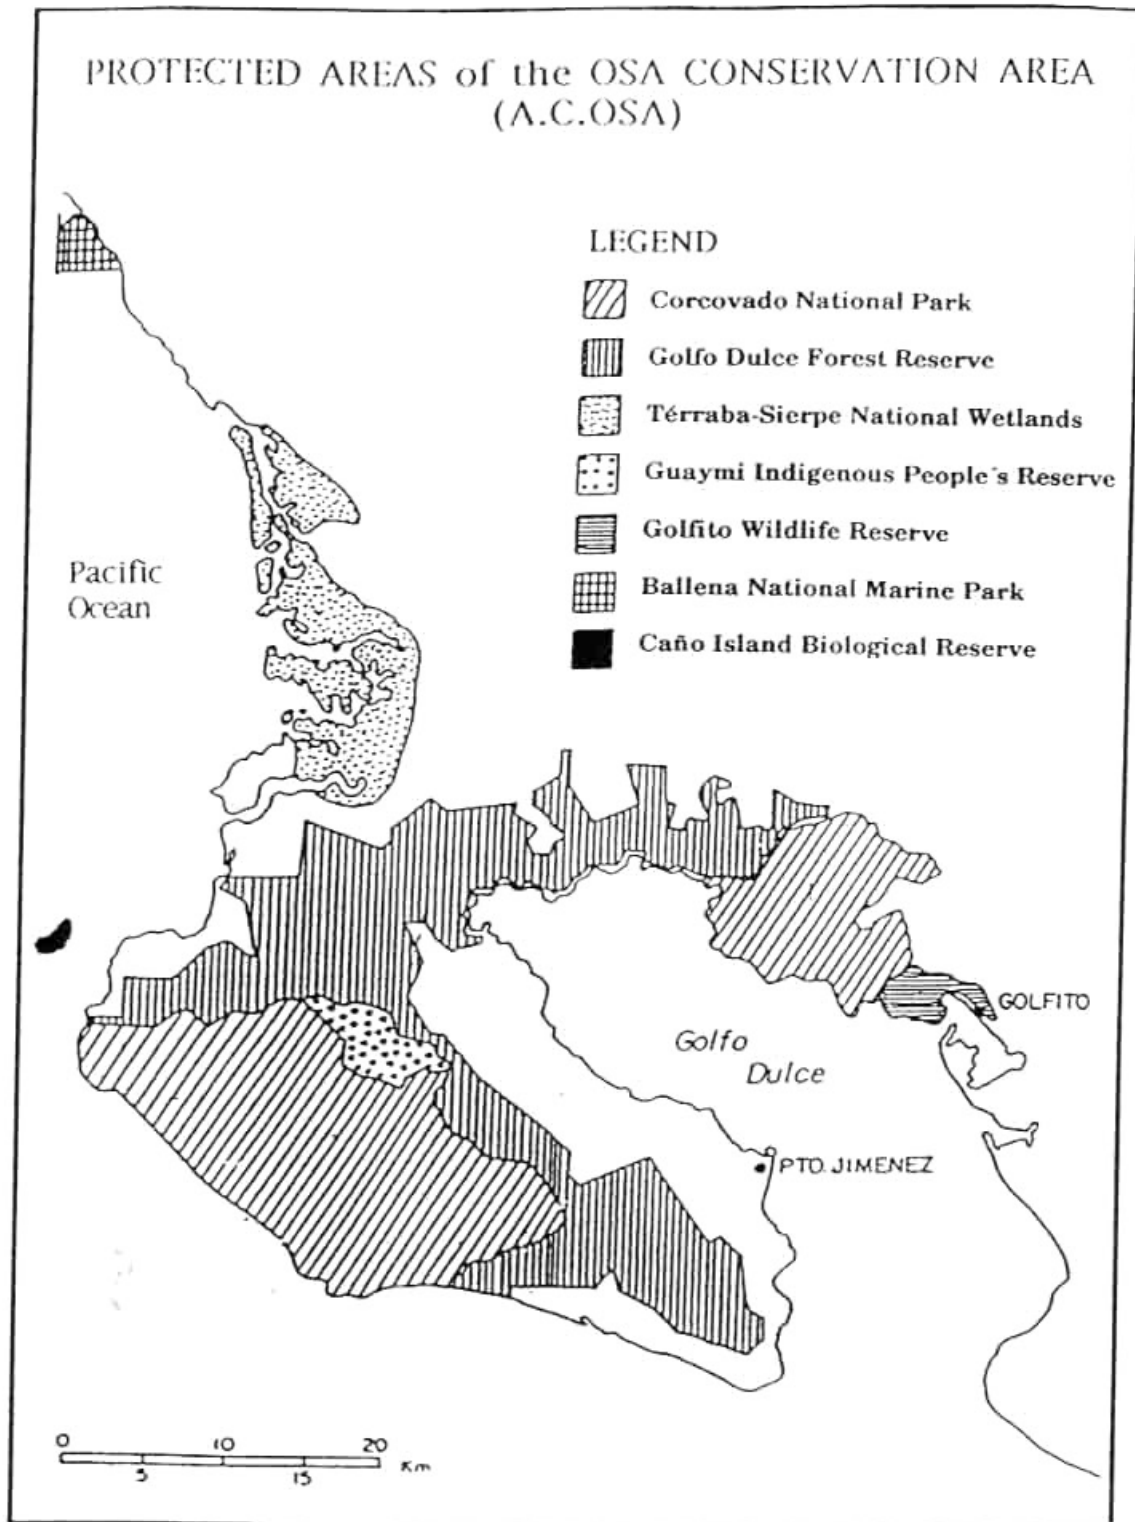 PROTECTED AREAS of the OSA CONSERVATION AREA
(A.C.OSA)
LEGEND
Corcovado National Park
Golfo Dulce Forest Reserve
Térraba-Sierpe National Wetlands
Guaymi Indigenous People's Reserve
Golfito Wildlife Reserve
Ballena National Marine Park
Caño Island Biological Reserve
Pacific
Ocean
GOLFITO
Golfo
Dulce
PTO. JIMENEZ
0 10 20
5 15 Km